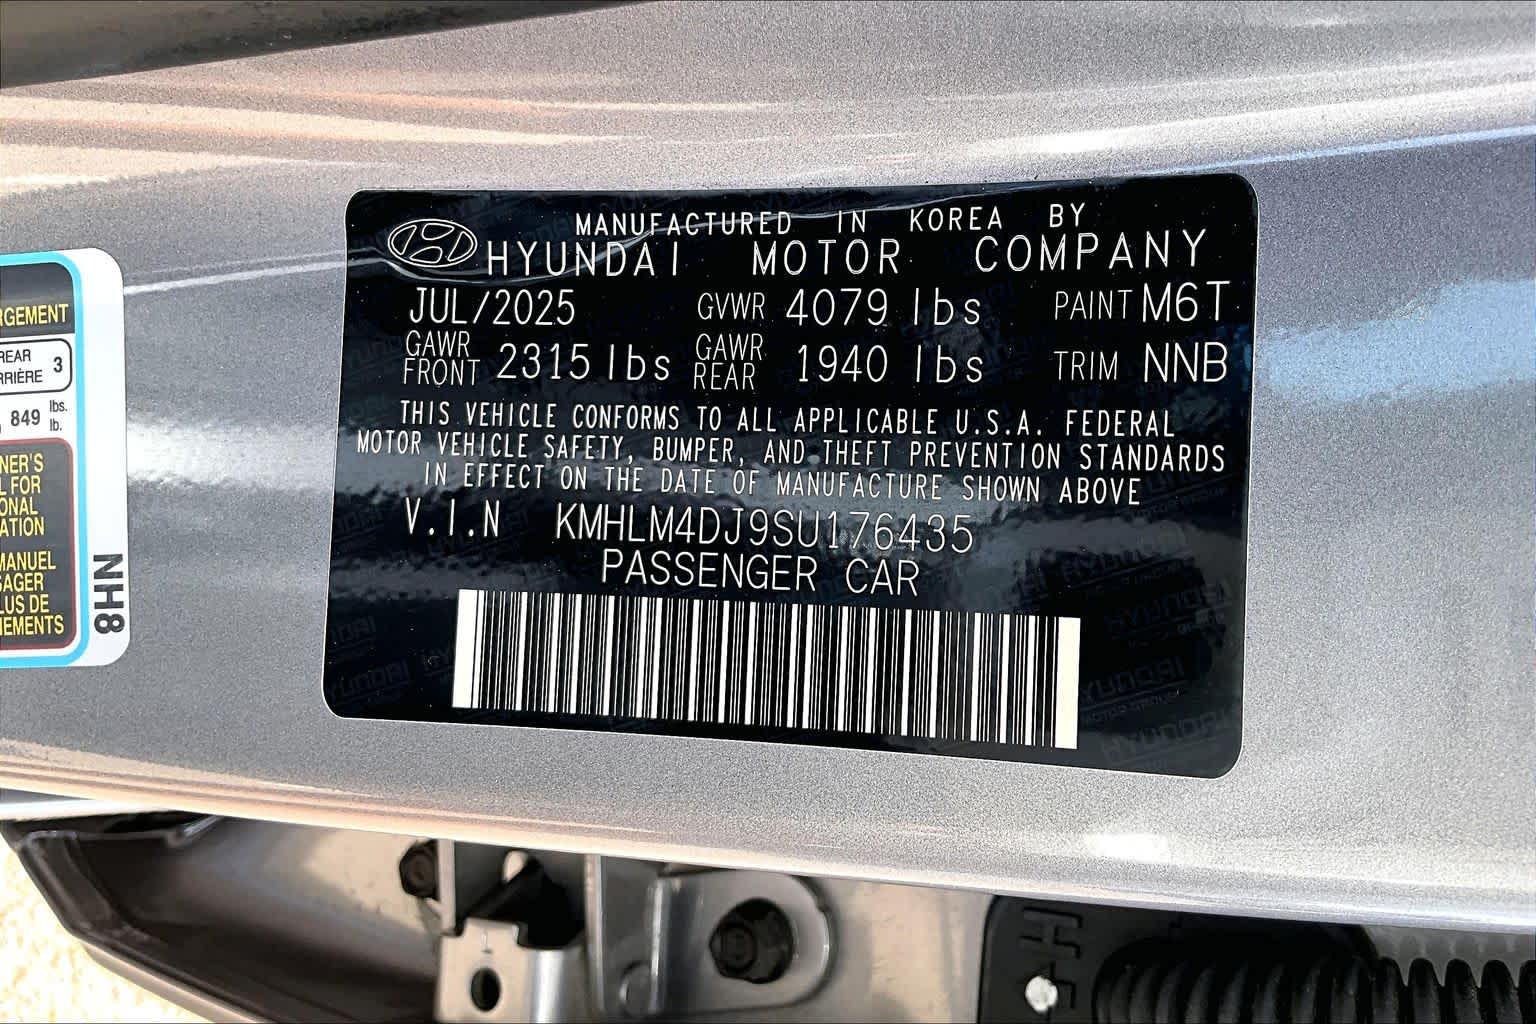 MANUFACTURED IN KOREA BY
HYUNDAI MOTOR COMPANY
JUL/2025 GVWR 4079 lbs PAINT M6T
GAWR FRONT 2315 lbs GAWR REAR 1940 lbs TRIM NNB
THIS VEHICLE CONFORMS TO ALL APPLICABLE U.S.A. FEDERAL
MOTOR VEHICLE SAFETY, BUMPER, AND THEFT PREVENTION STANDARDS
IN EFFECT ON THE DATE OF MANUFACTURE SHOWN ABOVE
V.I.N KMHLM4DJ9SU176435
PASSENGER CAR
RGEMENT
REAR 3
RRIÈRE
849 lbs.
lb.
NER'S
L FOR
ONAL
ATION
MANUEL
AGER
LUS DE
EMENTS
NH8